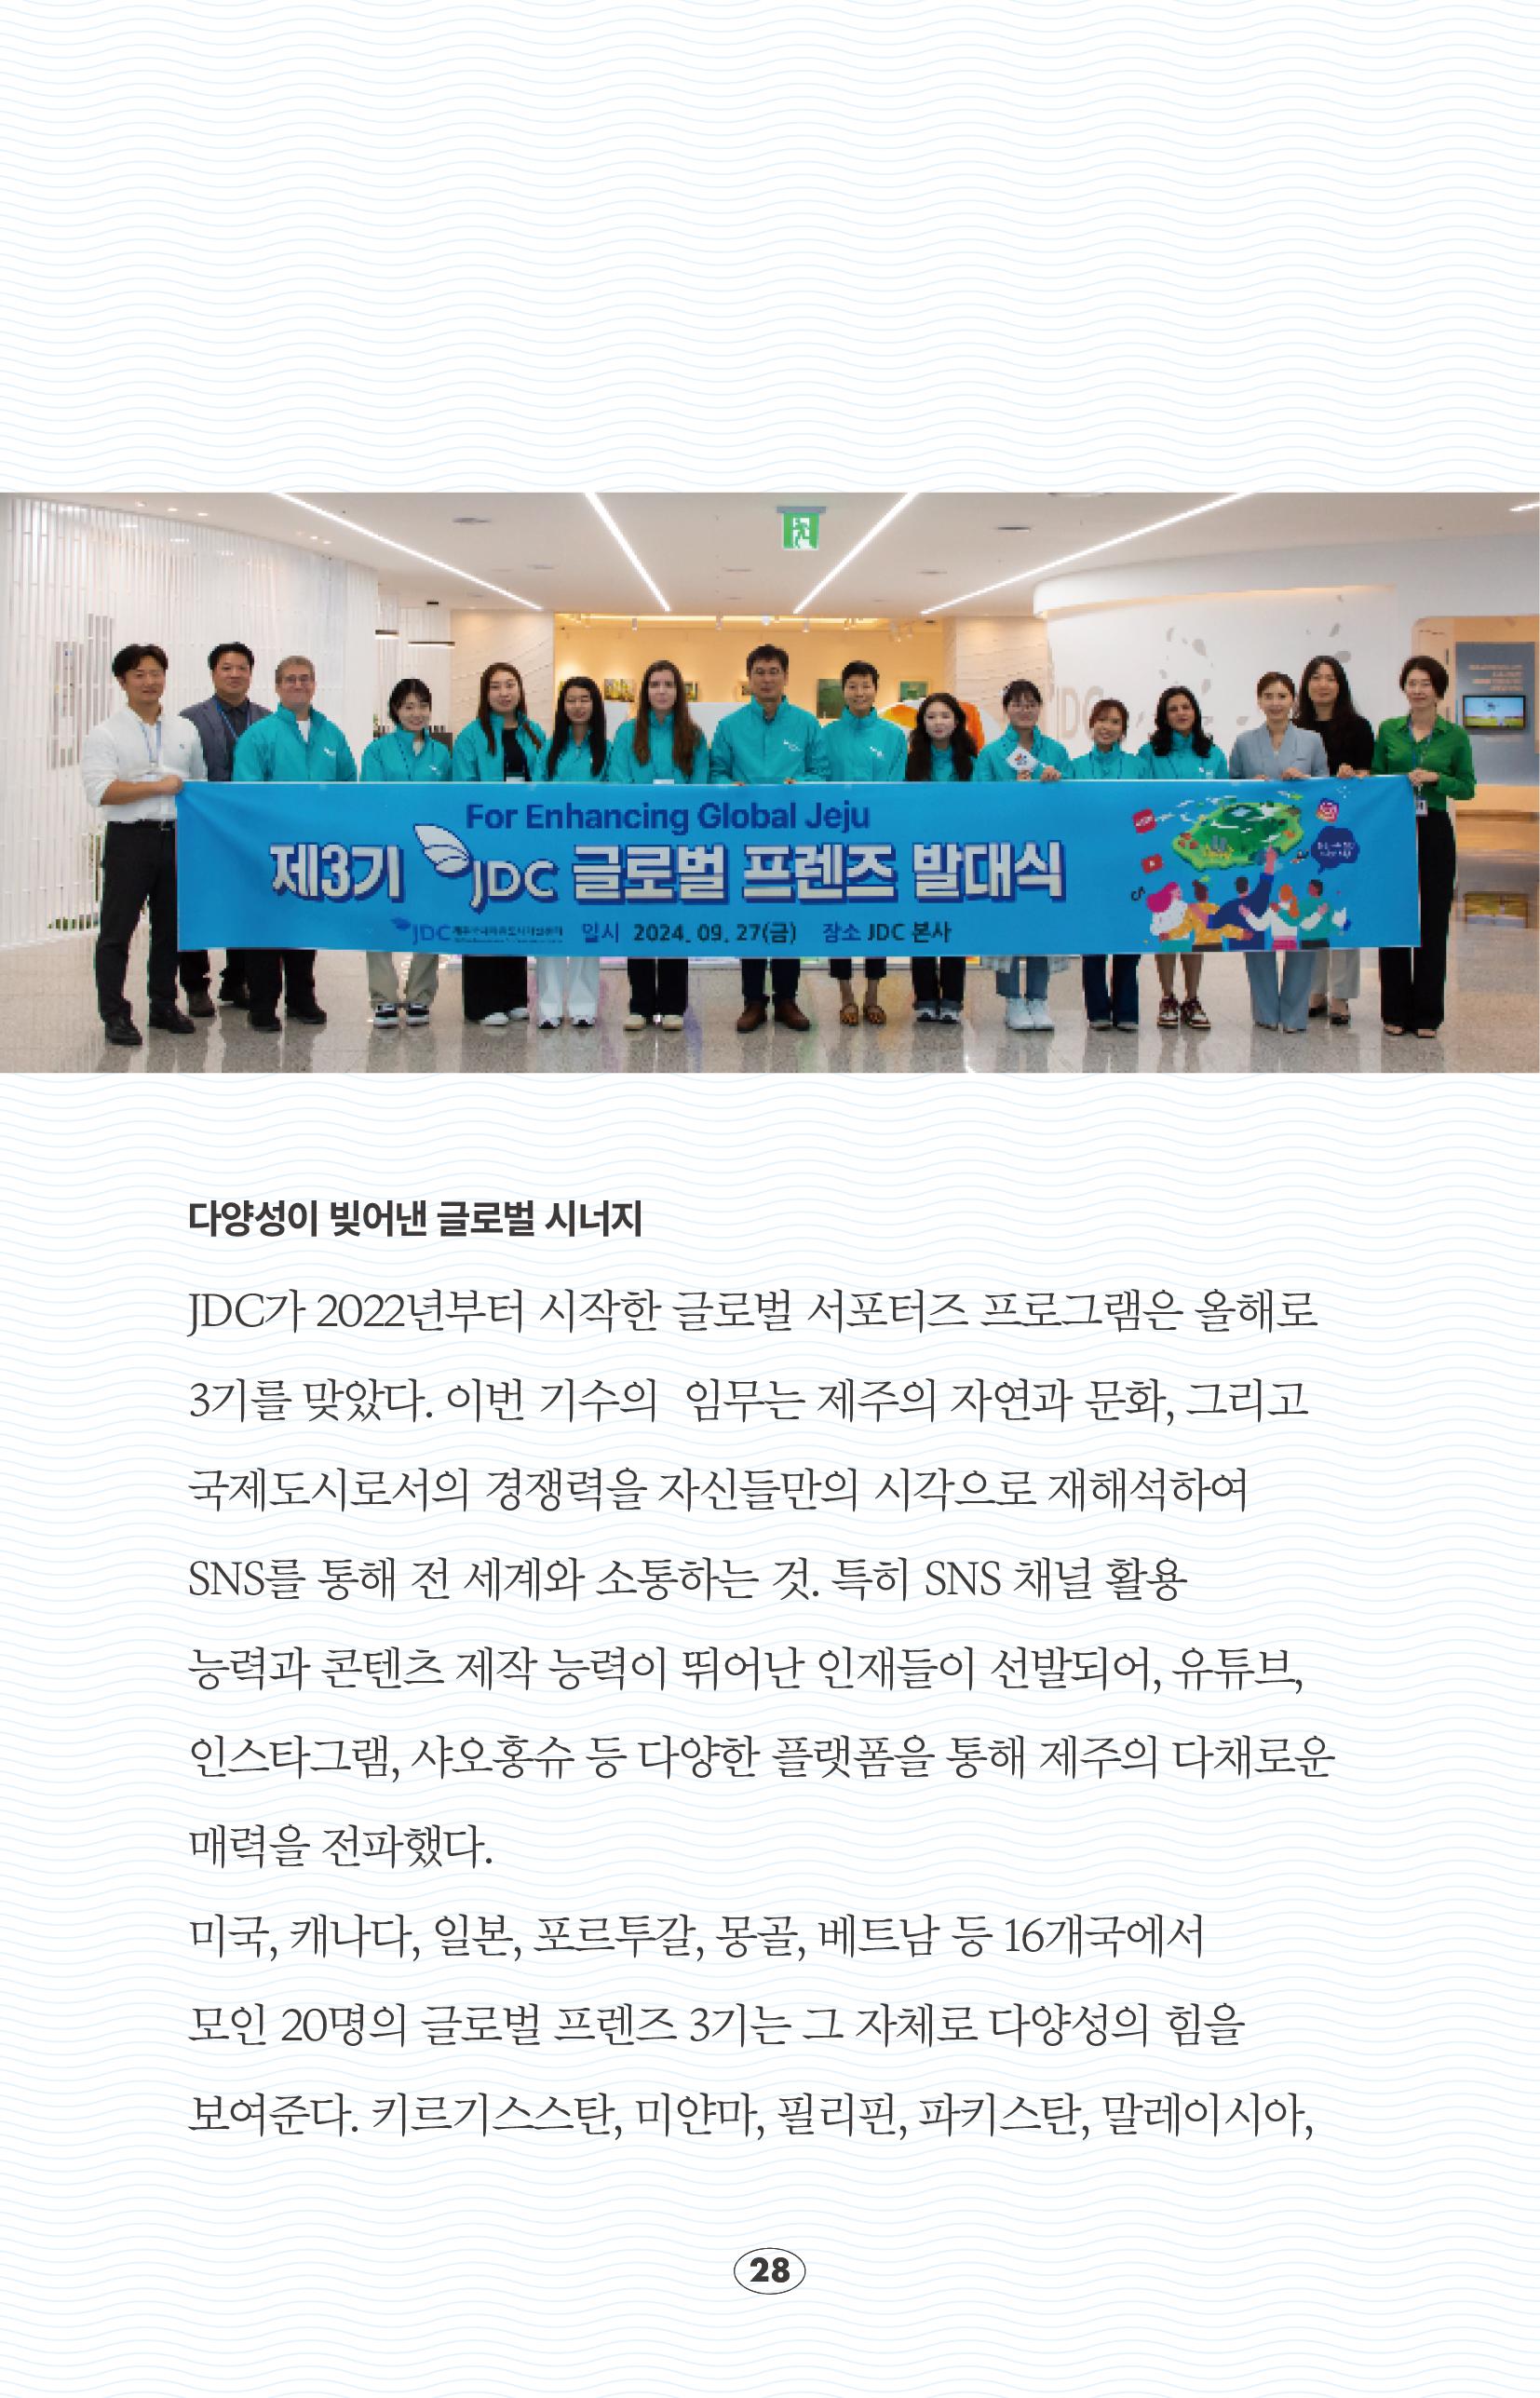 For Enhancing Global Jeju
제3기 JDC 글로벌 프렌즈 발대식
JDC 일시 2024. 09. 27(금) 장소 JDC 본사
다양성이 빚어낸 글로벌 시너지
JDC가 2022년부터 시작한 글로벌 서포터즈 프로그램은 올해로
3기를 맞았다. 이번 기수의 임무는 제주의 자연과 문화, 그리고
국제도시로서의 경쟁력을 자신들만의 시각으로 재해석하여
SNS를 통해 전 세계와 소통하는 것. 특히 SNS 채널 활용
능력과 콘텐츠 제작 능력이 뛰어난 인재들이 선발되어, 유튜브,
인스타그램, 샤오홍슈 등 다양한 플랫폼을 통해 제주의 다채로운
매력을 전파했다.
미국, 캐나다, 일본, 포르투갈, 몽골, 베트남 등 16개국에서
모인 20명의 글로벌 프렌즈 3기는 그 자체로 다양성의 힘을
보여준다. 키르기스스탄, 미얀마, 필리핀, 파키스탄, 말레이시아,
28